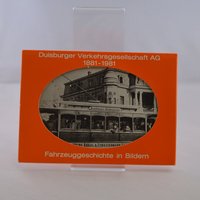 Duisburger Verkehrsgesellschaft AG
1881-1981
Fahrzeuggeschichte in Bildern